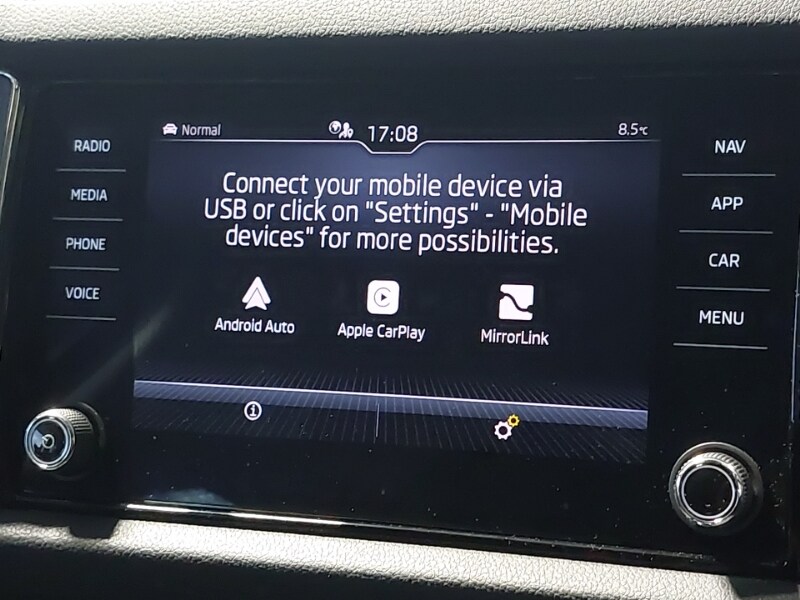 Normal 17:08 8.5°C
RADIO
MEDIA
PHONE
VOICE
Connect your mobile device via
USB or click on "Settings" - "Mobile
devices" for more possibilities.
Android Auto Apple CarPlay MirrorLink
NAV
APP
CAR
MENU